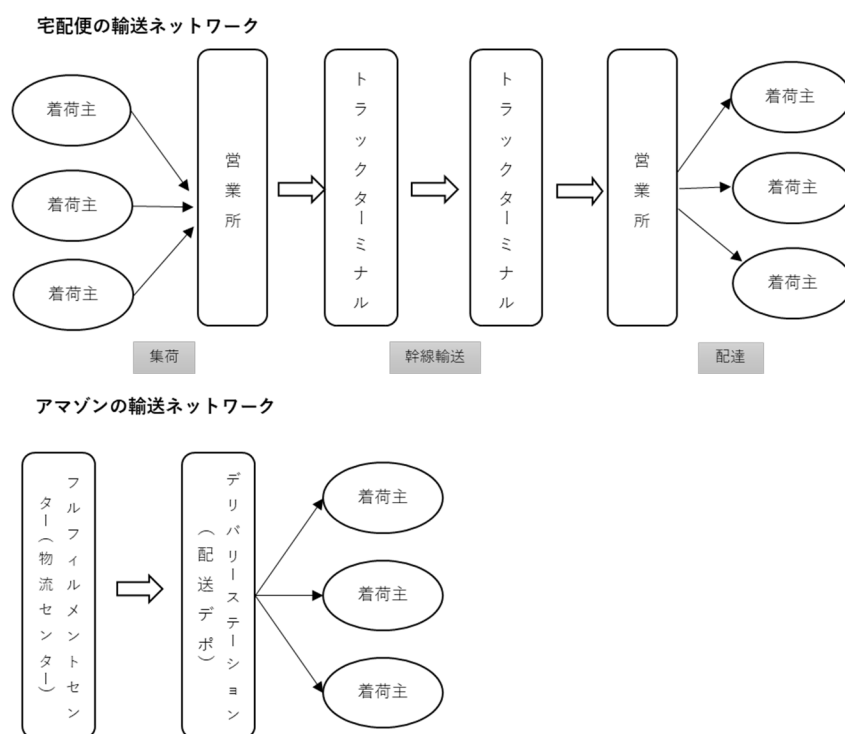 宅配便の輸送ネットワーク
着荷主
着荷主
着荷主
営業所
トラックターミナル
トラックターミナル
営業所
着荷主
着荷主
着荷主
集荷
幹線輸送
配達
アマゾンの輸送ネットワーク
フルフィルメントセン
ター(物流センター)
デリバリーステーション
(配送デポ)
着荷主
着荷主
着荷主